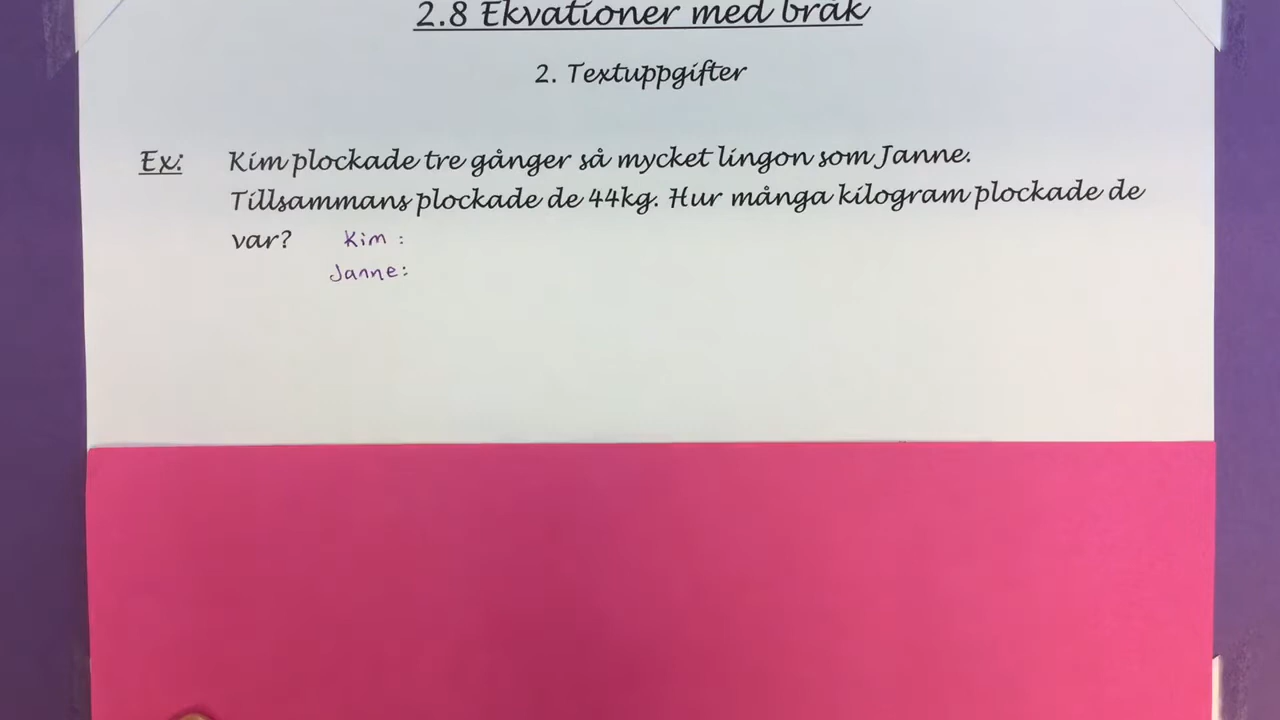 2.8 Ekvationer med bråk
2. Textuppgifter
Ex: Kim plockade tre gånger så mycket lingon som Janne.
Tillsammans plockade de 44kg. Hur många kilogram plockade de
var? Kim :
Janne: